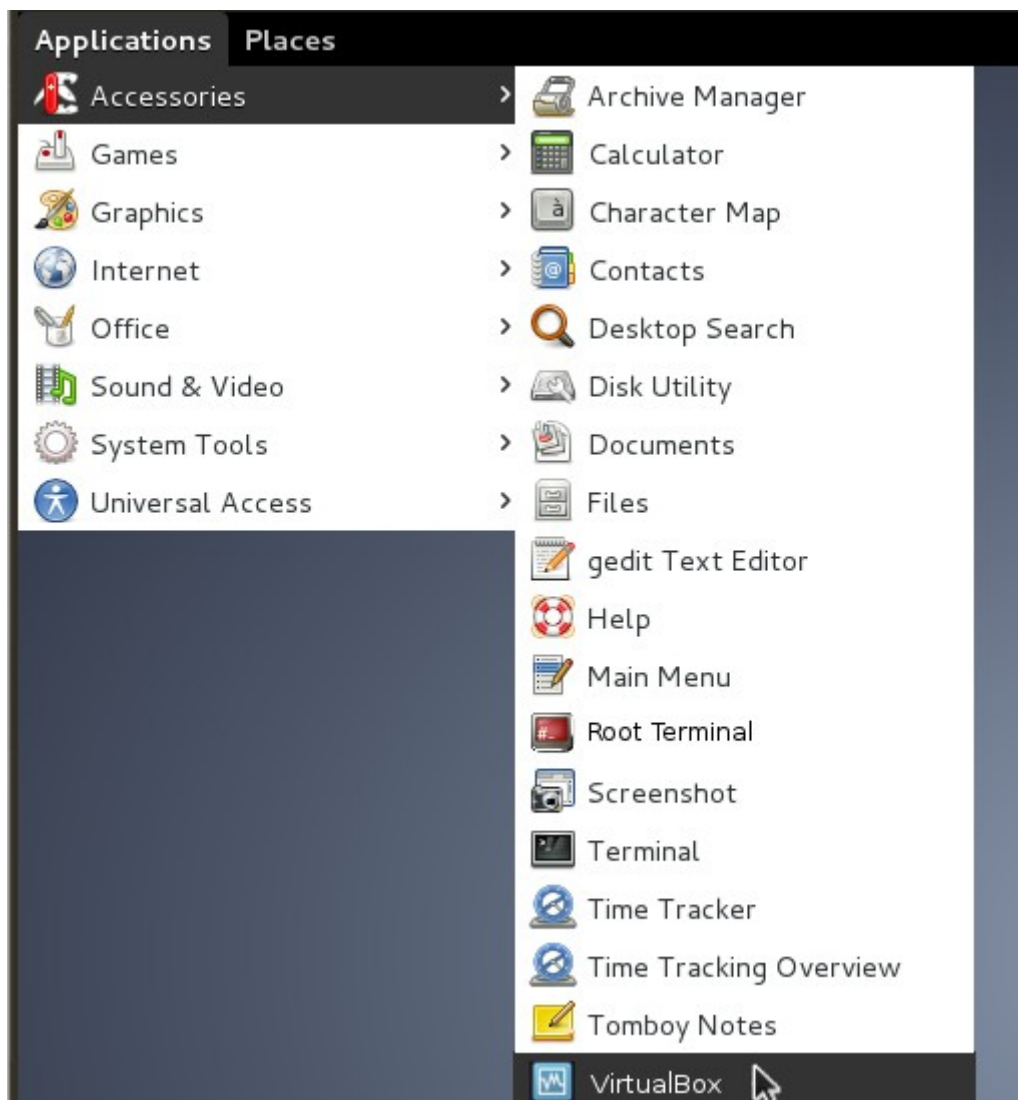 Applications Places
Accessories
Games
Graphics
Internet
Office
Sound & Video
System Tools
Universal Access
Archive Manager
Calculator
à
Character Map
@
Contacts
Desktop Search
Disk Utility
Documents
Files
gedit Text Editor
Help
Main Menu
#_
Root Terminal
Screenshot
Terminal
Time Tracker
Time Tracking Overview
Tomboy Notes
VirtualBox